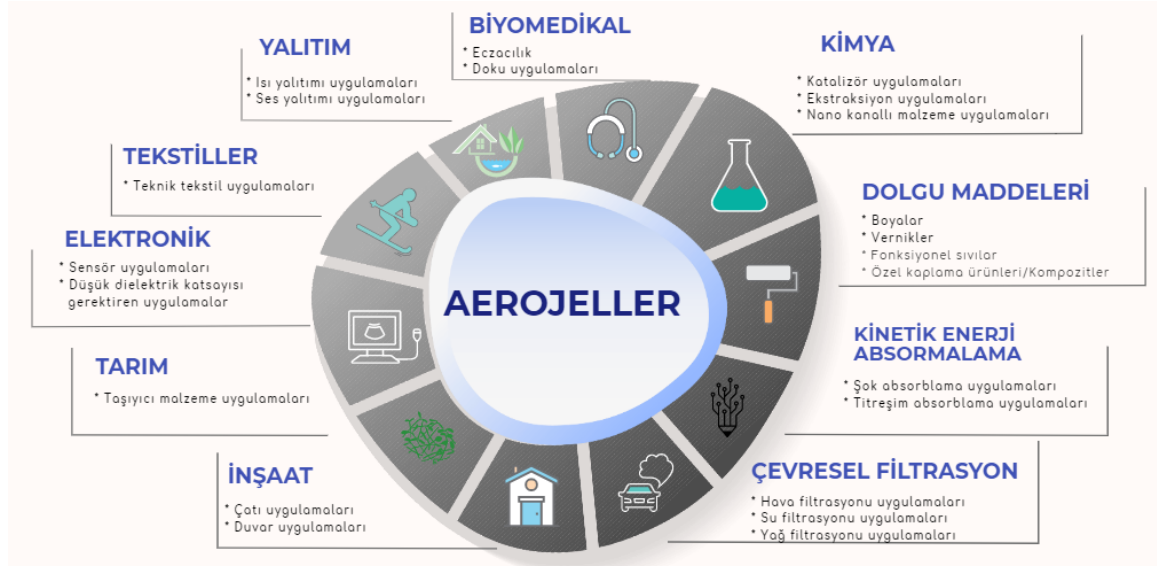 BİYOMEDİKAL
* Eczacılık
* Doku uygulamaları
YALITIM
* Isı yalıtımı uygulamaları
* Ses yalıtımı uygulamaları
KİMYA
* Katalizör uygulamaları
* Ekstraksiyon uygulamaları
* Nano kanallı malzeme uygulamaları
TEKSTİLLER
* Teknik tekstil uygulamaları
DOLGU MADDELERİ
* Boyalar
* Vernikler
* Fonksiyonel sıvılar
* Özel kaplama ürünleri/Kompozitler
ELEKTRONİK
* Sensör uygulamaları
* Düşük dielektrik katsayısı
gerektiren uygulamalar
AEROJELLER
KİNETİK ENERJİ
ABSORMALAMA
* Şok absorblama uygulamaları
* Titreşim absorblama uygulamaları
TARIM
* Taşıyıcı malzeme uygulamaları
İNŞAAT
* Çatı uygulamaları
* Duvar uygulamaları
ÇEVRESEL FİLTRASYON
* Hava filtrasyonu uygulamaları
* Su filtrasyonu uygulamaları
* Yağ filtrasyonu uygulamaları